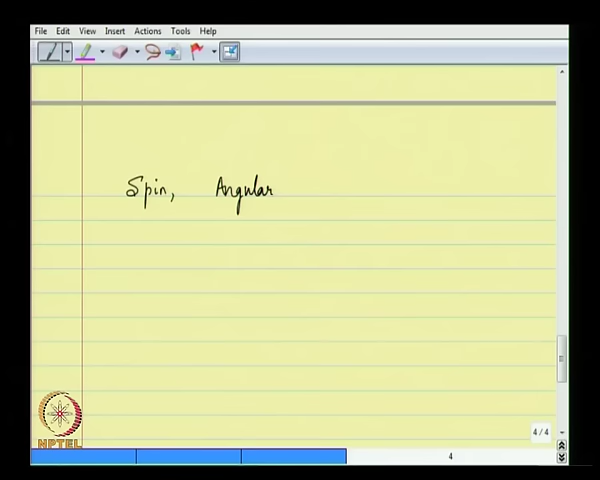 File Edit View Insert Actions Tools Help
Spin, Angular
4/4
NPTEL
4